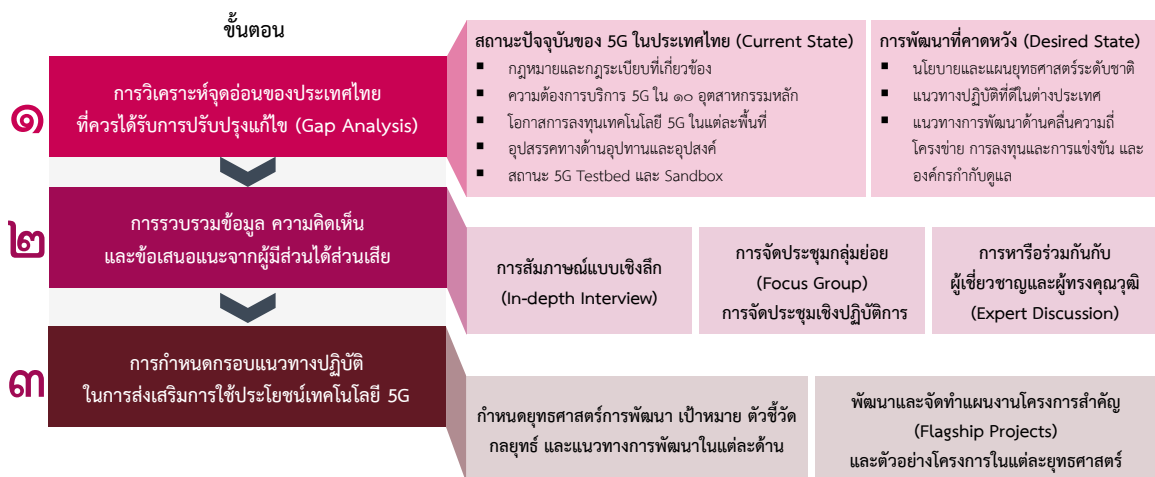 ขั้นตอน
๑
การวิเคราะห์จุดอ่อนของประเทศไทย
ที่ควรได้รับการปรับปรุงแก้ไข (Gap Analysis)
สถานะปัจจุบันของ 5G ในประเทศไทย (Current State)
▪ กฎหมายและกฎระเบียบที่เกี่ยวข้อง
▪ ความต้องการบริการ 5G ใน ๑๐ อุตสาหกรรมหลัก
▪ โอกาสการลงทุนเทคโนโลยี 5G ในแต่ละพื้นที่
▪ อุปสรรคทางด้านอุปทานและอุปสงค์
▪ สถานะ 5G Testbed และ Sandbox
การพัฒนาที่คาดหวัง (Desired State)
▪ นโยบายและแผนยุทธศาสตร์ระดับชาติ
▪ แนวทางปฏิบัติที่ดีในต่างประเทศ
▪ แนวทางการพัฒนาด้านคลื่นความถี่
โครงข่าย การลงทุนและการแข่งขัน และ
องค์กรกำกับดูแล
๒
การรวบรวมข้อมูล ความคิดเห็น
และข้อเสนอแนะจากผู้มีส่วนได้ส่วนเสีย
การสัมภาษณ์แบบเชิงลึก
(In-depth Interview)
การจัดประชุมกลุ่มย่อย
(Focus Group)
การจัดประชุมเชิงปฏิบัติการ
การหารือร่วมกันกับ
ผู้เชี่ยวชาญและผู้ทรงคุณวุฒิ
(Expert Discussion)
๓
การกำหนดกรอบแนวทางปฏิบัติ
ในการส่งเสริมการใช้ประโยชน์เทคโนโลยี 5G
กำหนดยุทธศาสตร์การพัฒนา เป้าหมาย ตัวชี้วัด
กลยุทธ์ และแนวทางการพัฒนาในแต่ละด้าน
พัฒนาและจัดทำแผนงานโครงการสำคัญ
(Flagship Projects)
และตัวอย่างโครงการในแต่ละยุทธศาสตร์